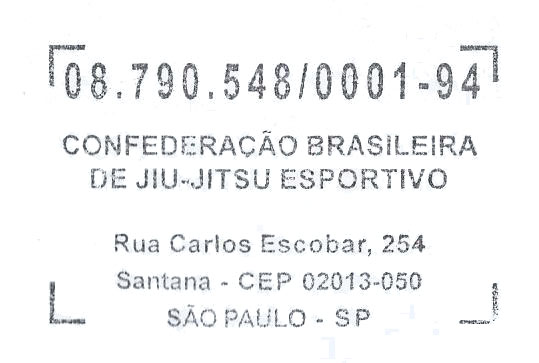 08.790.548/0001-94
CONFEDERAÇÃO BRASILEIRA
DE JIU-JITSU ESPORTIVO
Rua Carlos Escobar, 254
Santana - CEP 02013-050
SÃO PAULO - SP